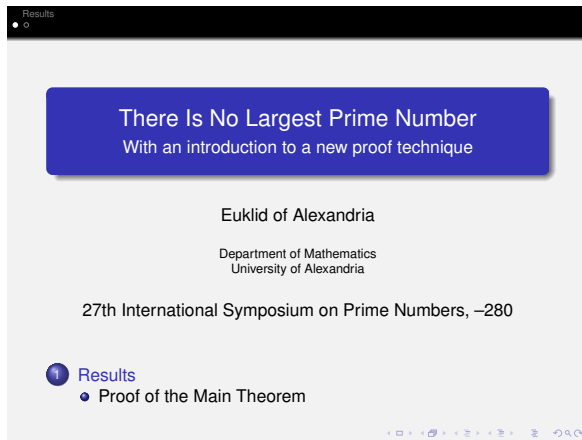 Results
There Is No Largest Prime Number
With an introduction to a new proof technique
Euklid of Alexandria
Department of Mathematics
University of Alexandria
27th International Symposium on Prime Numbers, –280
1 Results
Proof of the Main Theorem